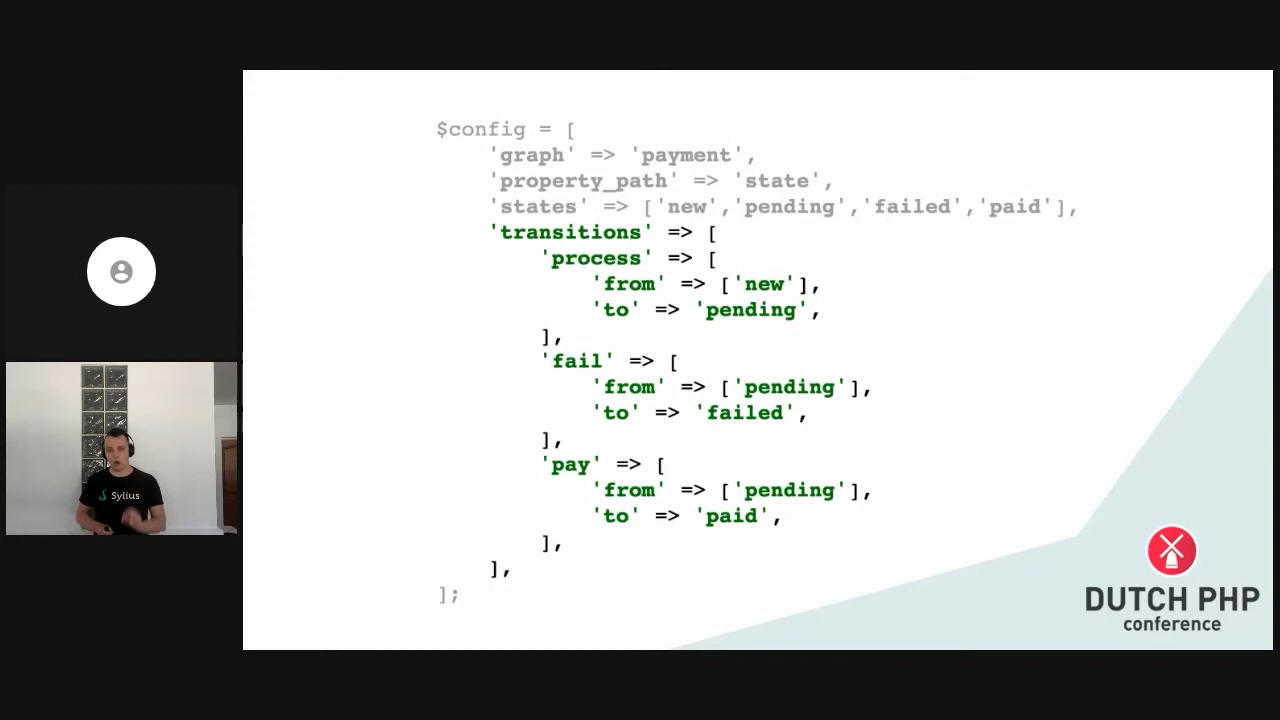 $config = [
'graph' => 'payment',
'property_path' => 'state',
'states' => ['new','pending','failed','paid'],
'transitions' => [
'process' => [
'from' => ['new'],
'to' => 'pending',
],
'fail' => [
'from' => ['pending'],
'to' => 'failed',
],
'pay' => [
'from' => ['pending'],
'to' => 'paid',
],
],
];
Sylius
DUTCH PHP
conference